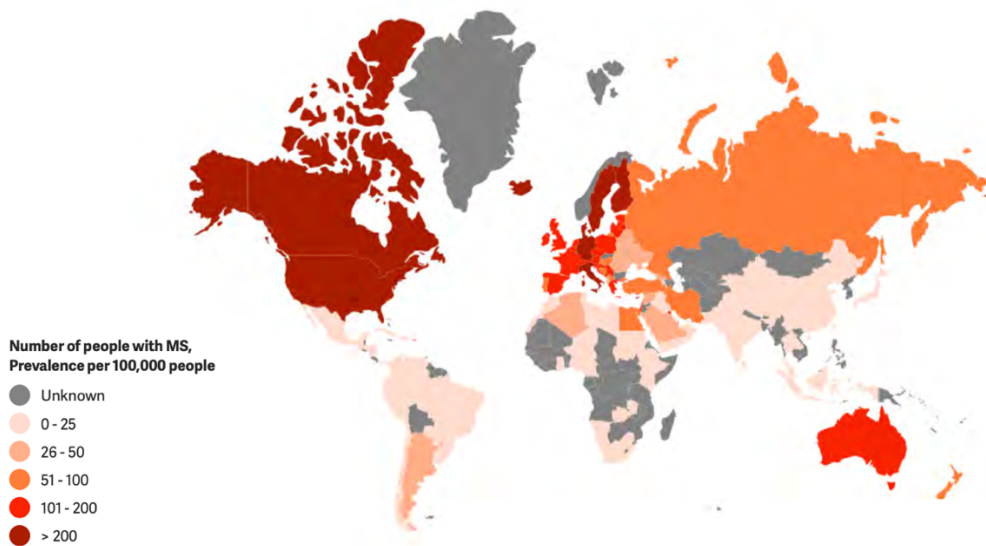 Number of people with MS,
Prevalence per 100,000 people
Unknown
0 - 25
26 - 50
51 - 100
101 - 200
> 200